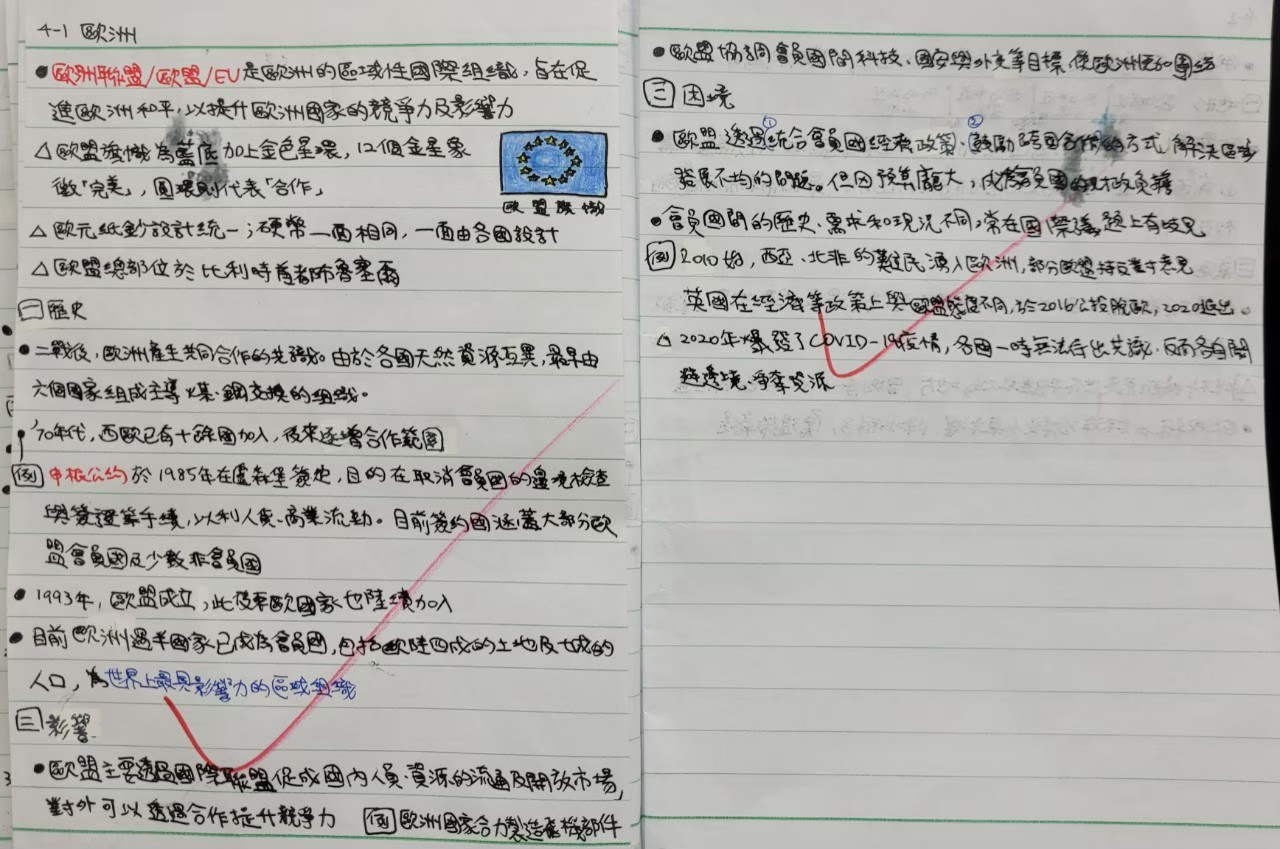 4-1 歐洲
●歐洲聯盟/歐盟/EU是歐洲的區域性國際組織,旨在促
進歐洲和平,以提升歐洲國家的競爭力及影響力
△歐盟旗幟為藍底加上金色星環,12個金星象
徵「完美」,圓環則代表「合作」
歐盟旗幟
△歐元紙鈔設計統一;硬幣一面相同,一面由各國設計
△歐盟總部位於比利時首都布魯塞爾
一 歷史
●二戰後,歐洲產生共同合作的共識。由於各國天然資源互異,最早由
六個國家組成主導煤、鋼交換的組織。
'70年代,西歐已有十餘國加入,後來逐增合作範圍
例 申根公約於1985年在盧森堡簽定,目的在取消會員國的邊境檢查
與簽證等手續,以利人員、商業流動。目前簽約國涵蓋大部分歐
盟會員國及少數非會員國
●1993年,歐盟成立,此後東歐國家也陸續加入
●目前歐洲過半國家已成為會員國,包括歐陸四成的土地及七成的
人口,為世界上最具影響力的區域組織
二 影響
●歐盟主要透過國際聯盟促成國內人員、資源的流通及開放市場,
對外可以透過合作提升競爭力 例 歐洲國家合力製造飛機部件
●歐盟協同會員國間科技、國安與外交等目標,使歐洲更加團結
三 困境
●歐盟透過①統合會員國經濟政策、②鼓勵跨國合作的方式,解決區域
發展不均的問題。但因預算龐大,成為會員國的財政負擔
●會員國間的歷史、需求和現況不同,常在國際議題上有歧見
例 2010始,西亞、北非的難民湧入歐洲,部分歐盟持反對意見
英國在經濟等政策上與歐盟態度不同,於2016公投脫歐,2020退出。
△2020年爆發了COVID-19疫情,各國一時無法作出共識,反而各自關
避邊境、爭奪資源